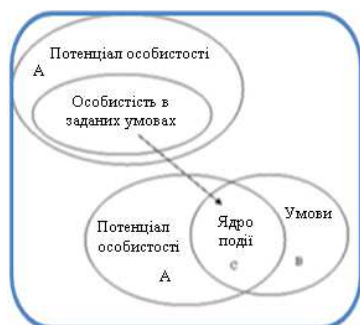 Потенціал особистості
А
Особистість в
заданих умовах
Потенціал
особистості
А
Ядро
події
С
Умови
В